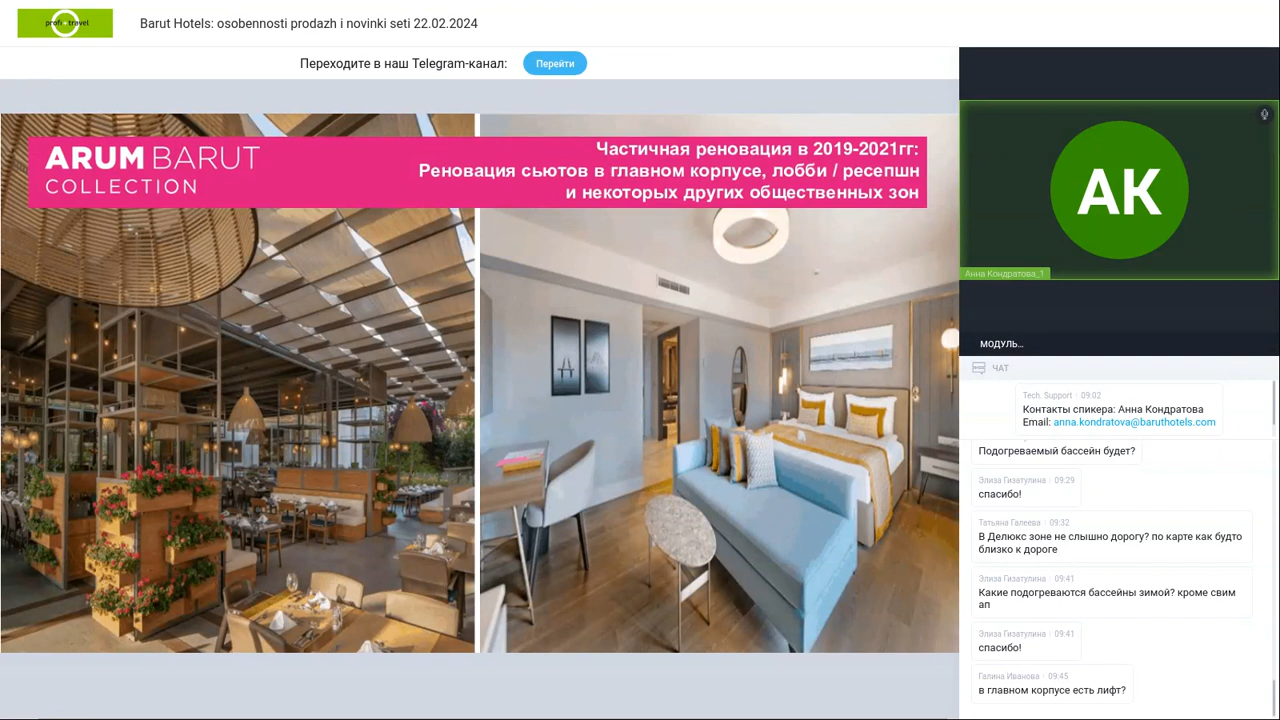 profi travel
Barut Hotels: osobennosti prodazh i novinki seti 22.02.2024
Переходите в наш Telegram-канал:
Перейти
ARUM BARUT
COLLECTION
Частичная реновация в 2019-2021гг:
Реновация сьютов в главном корпусе, лобби / ресепшн
и некоторых других общественных зон
АК
Анна Кондратова_1
МОДУЛЬ...
ЧАТ
Tech. Support 09:02
Контакты спикера: Анна Кондратова
Email: anna.kondratova@baruthotels.com
Подогреваемый бассейн будет?
Элиза Гизатулина 09:29
спасибо!
Татьяна Галеева 09:32
В Делюкс зоне не слышно дорогу? по карте как будто
близко к дороге
Элиза Гизатулина 09:41
Какие подогреваются бассейны зимой? кроме свим
ап
Элиза Гизатулина 09:41
спасибо!
Галина Иванова 09:45
в главном корпусе есть лифт?